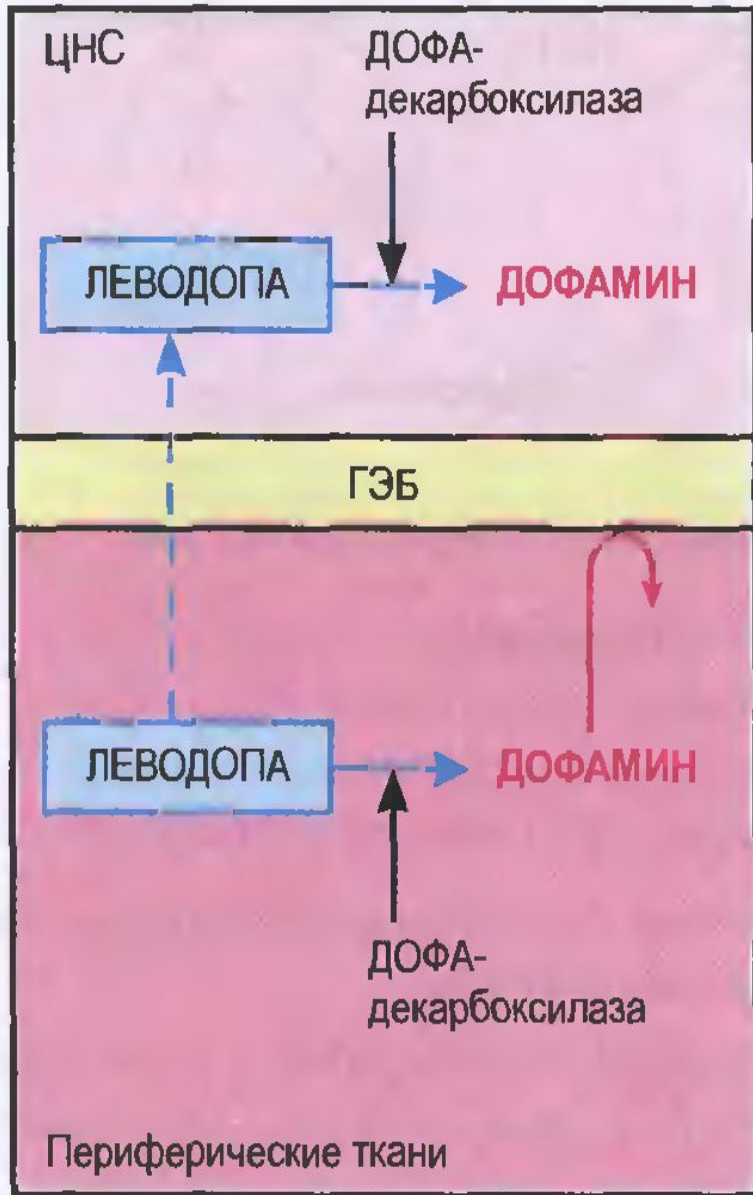 ЦНС
ДОФА-
декарбоксилаза
ЛЕВОДОПА
ДОФАМИН
ГЭБ
ЛЕВОДОПА
ДОФАМИН
ДОФА-
декарбоксилаза
Периферические ткани